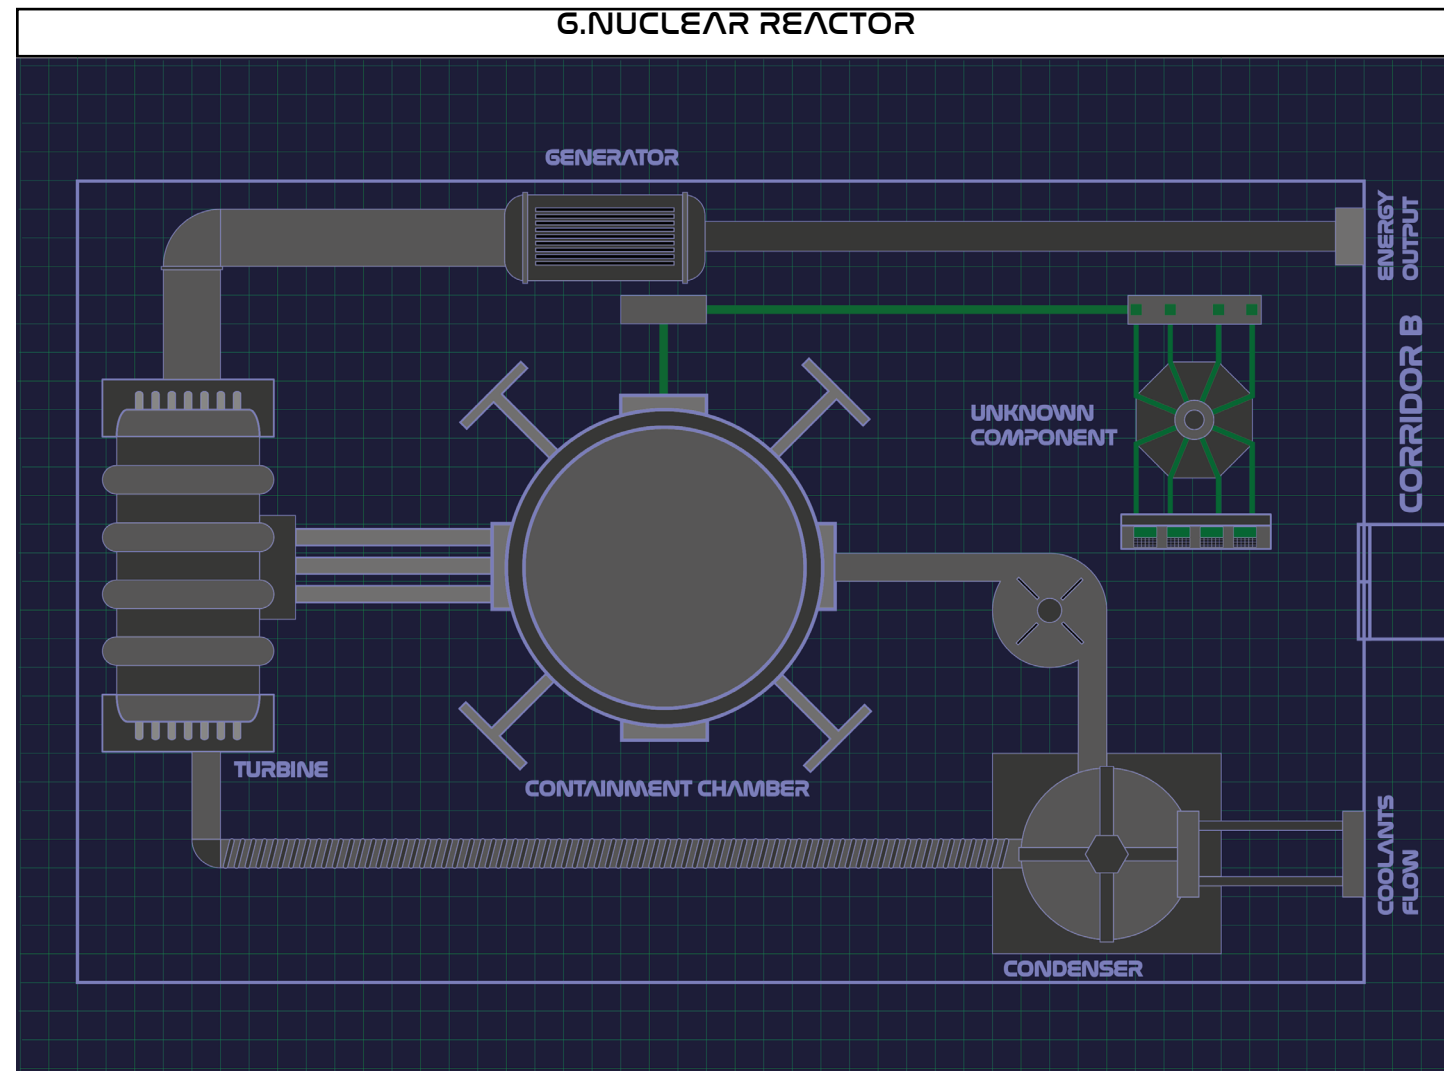 G.NUCLEAR REACTOR
GENERATOR
ENERGY
OUTPUT
CORRIDOR B
UNKNOWN
COMPONENT
TURBINE
CONTAINMENT CHAMBER
COOLANTS
FLOW
CONDENSER